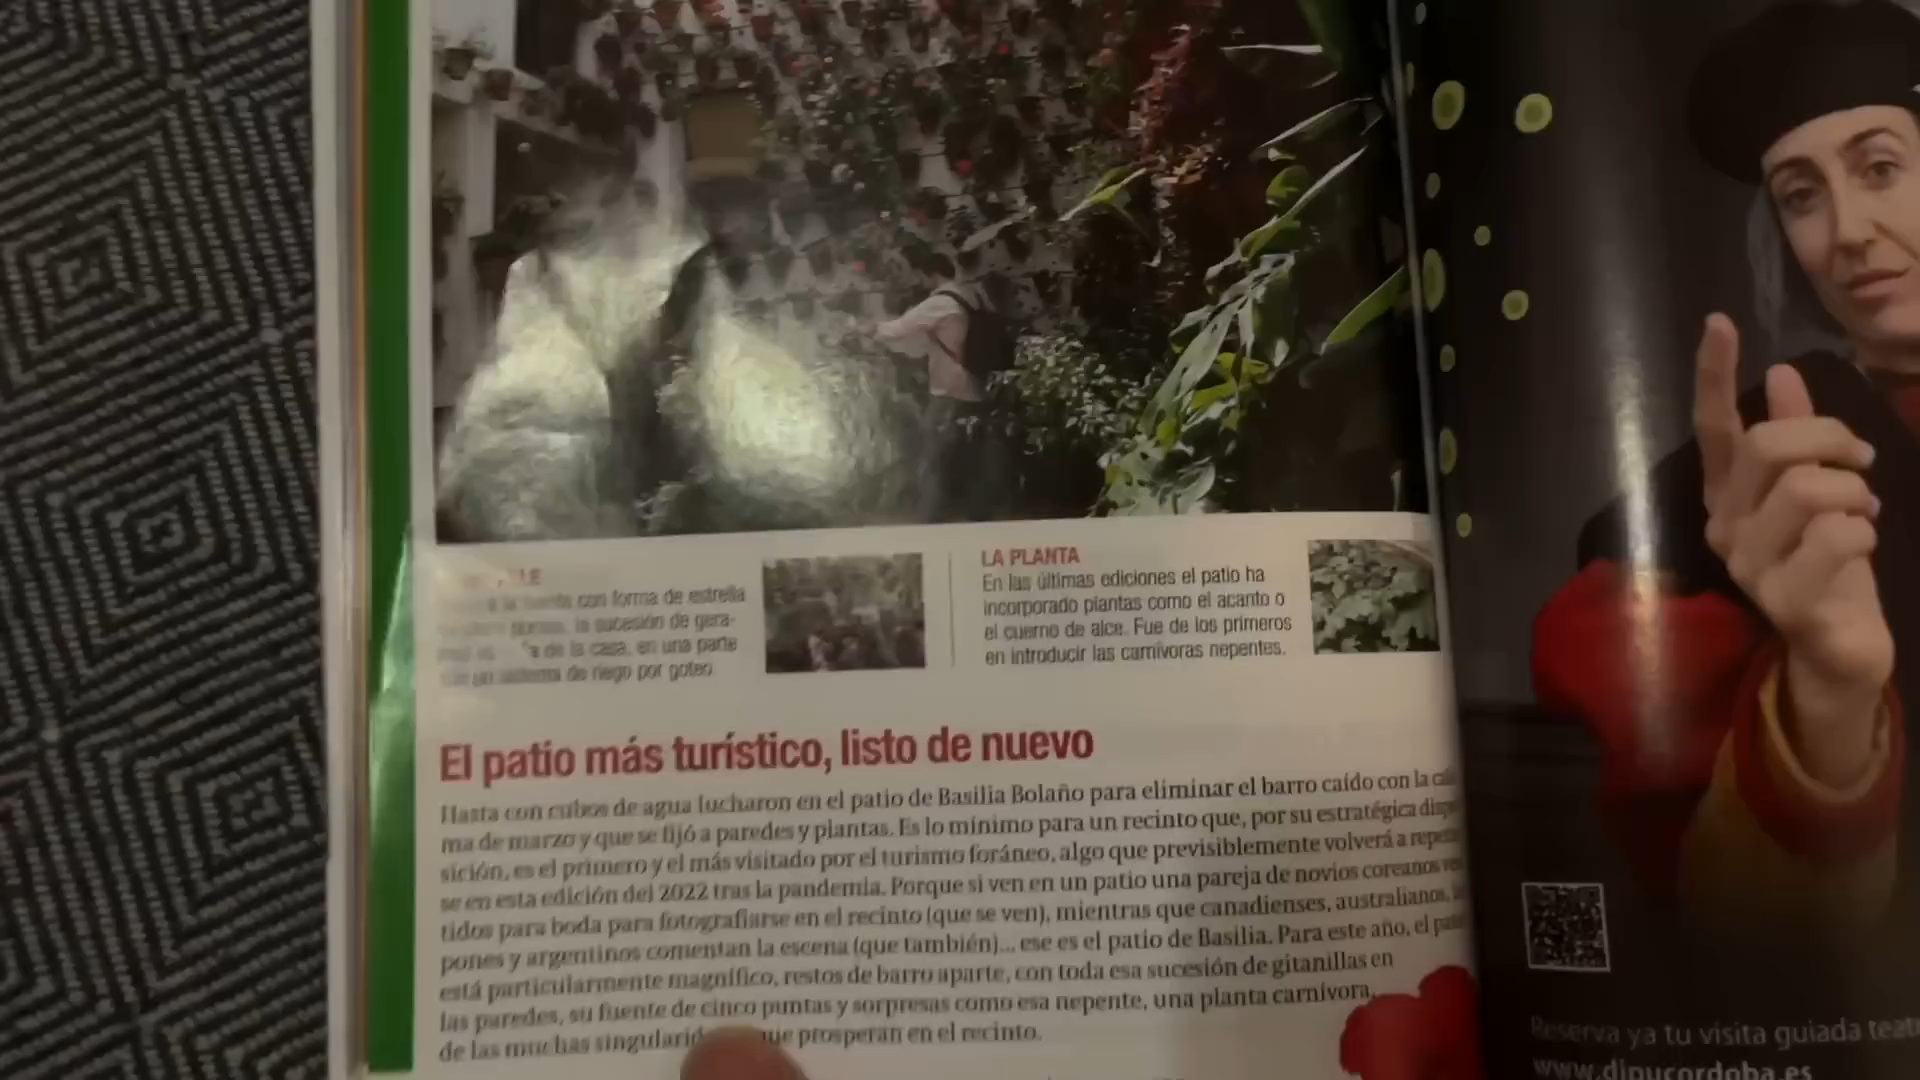 con forma de estrella
la sucesión de gera-
de la casa, en una parte
sistema de riego por goteo.
LA PLANTA
En las últimas ediciones el patio ha
incorporado plantas como el acanto o
el cuerno de alce. Fue de los primeros
en introducir las carnívoras nepentes.
El patio más turístico, listo de nuevo
Hasta con cubos de agua lucharon en el patio de Basilia Bolaño para eliminar el barro caído con la
ma de marzo y que se fijó a paredes y plantas. Es lo mínimo para un recinto que, por su estratégica
sición, es el primero y el más visitado por el turismo foráneo, algo que previsiblemente volverá a
se en esta edición del 2022 tras la pandemia. Porque si ven en un patio una pareja de novios coreanos
tidos para boda para fotografiarse en el recinto (que se ven), mientras que canadienses, australianos,
pones y argentinos comentan la escena (que también)... ese es el patio de Basilia. Para este año, el
está particularmente magnífico, restos de barro aparte, con toda esa sucesión de gitanillas en
las paredes, su fuente de cinco puntas y sorpresas como esa nepente, una planta carnívora,
de las muchas prosperan en el recinto.
Reserva ya tu visita guiada
www.dipucordoba.es